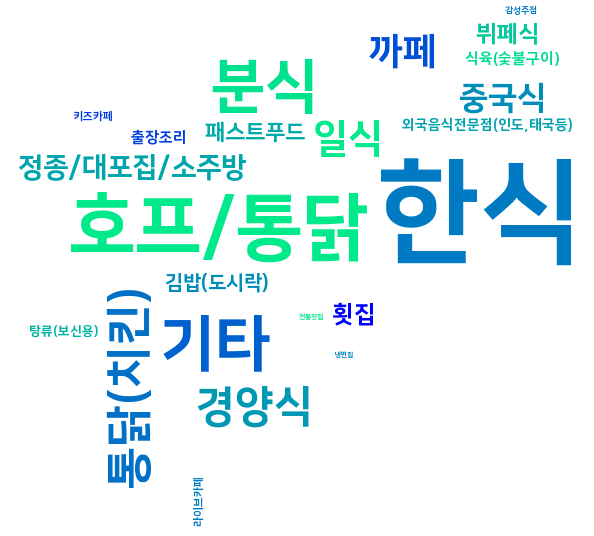 감성주점
뷔페식
까페
식육(숯불구이)
분식
중국식
키즈카페
외국음식전문점(인도,태국등)
패스트푸드
일식
출장조리
정종/대포집/소주방
한식
호프/통닭
김밥(도시락)
통닭(치킨)
전통찻집
횟집
탕류(보신용)
기타
냉면집
경양식
라이브카페